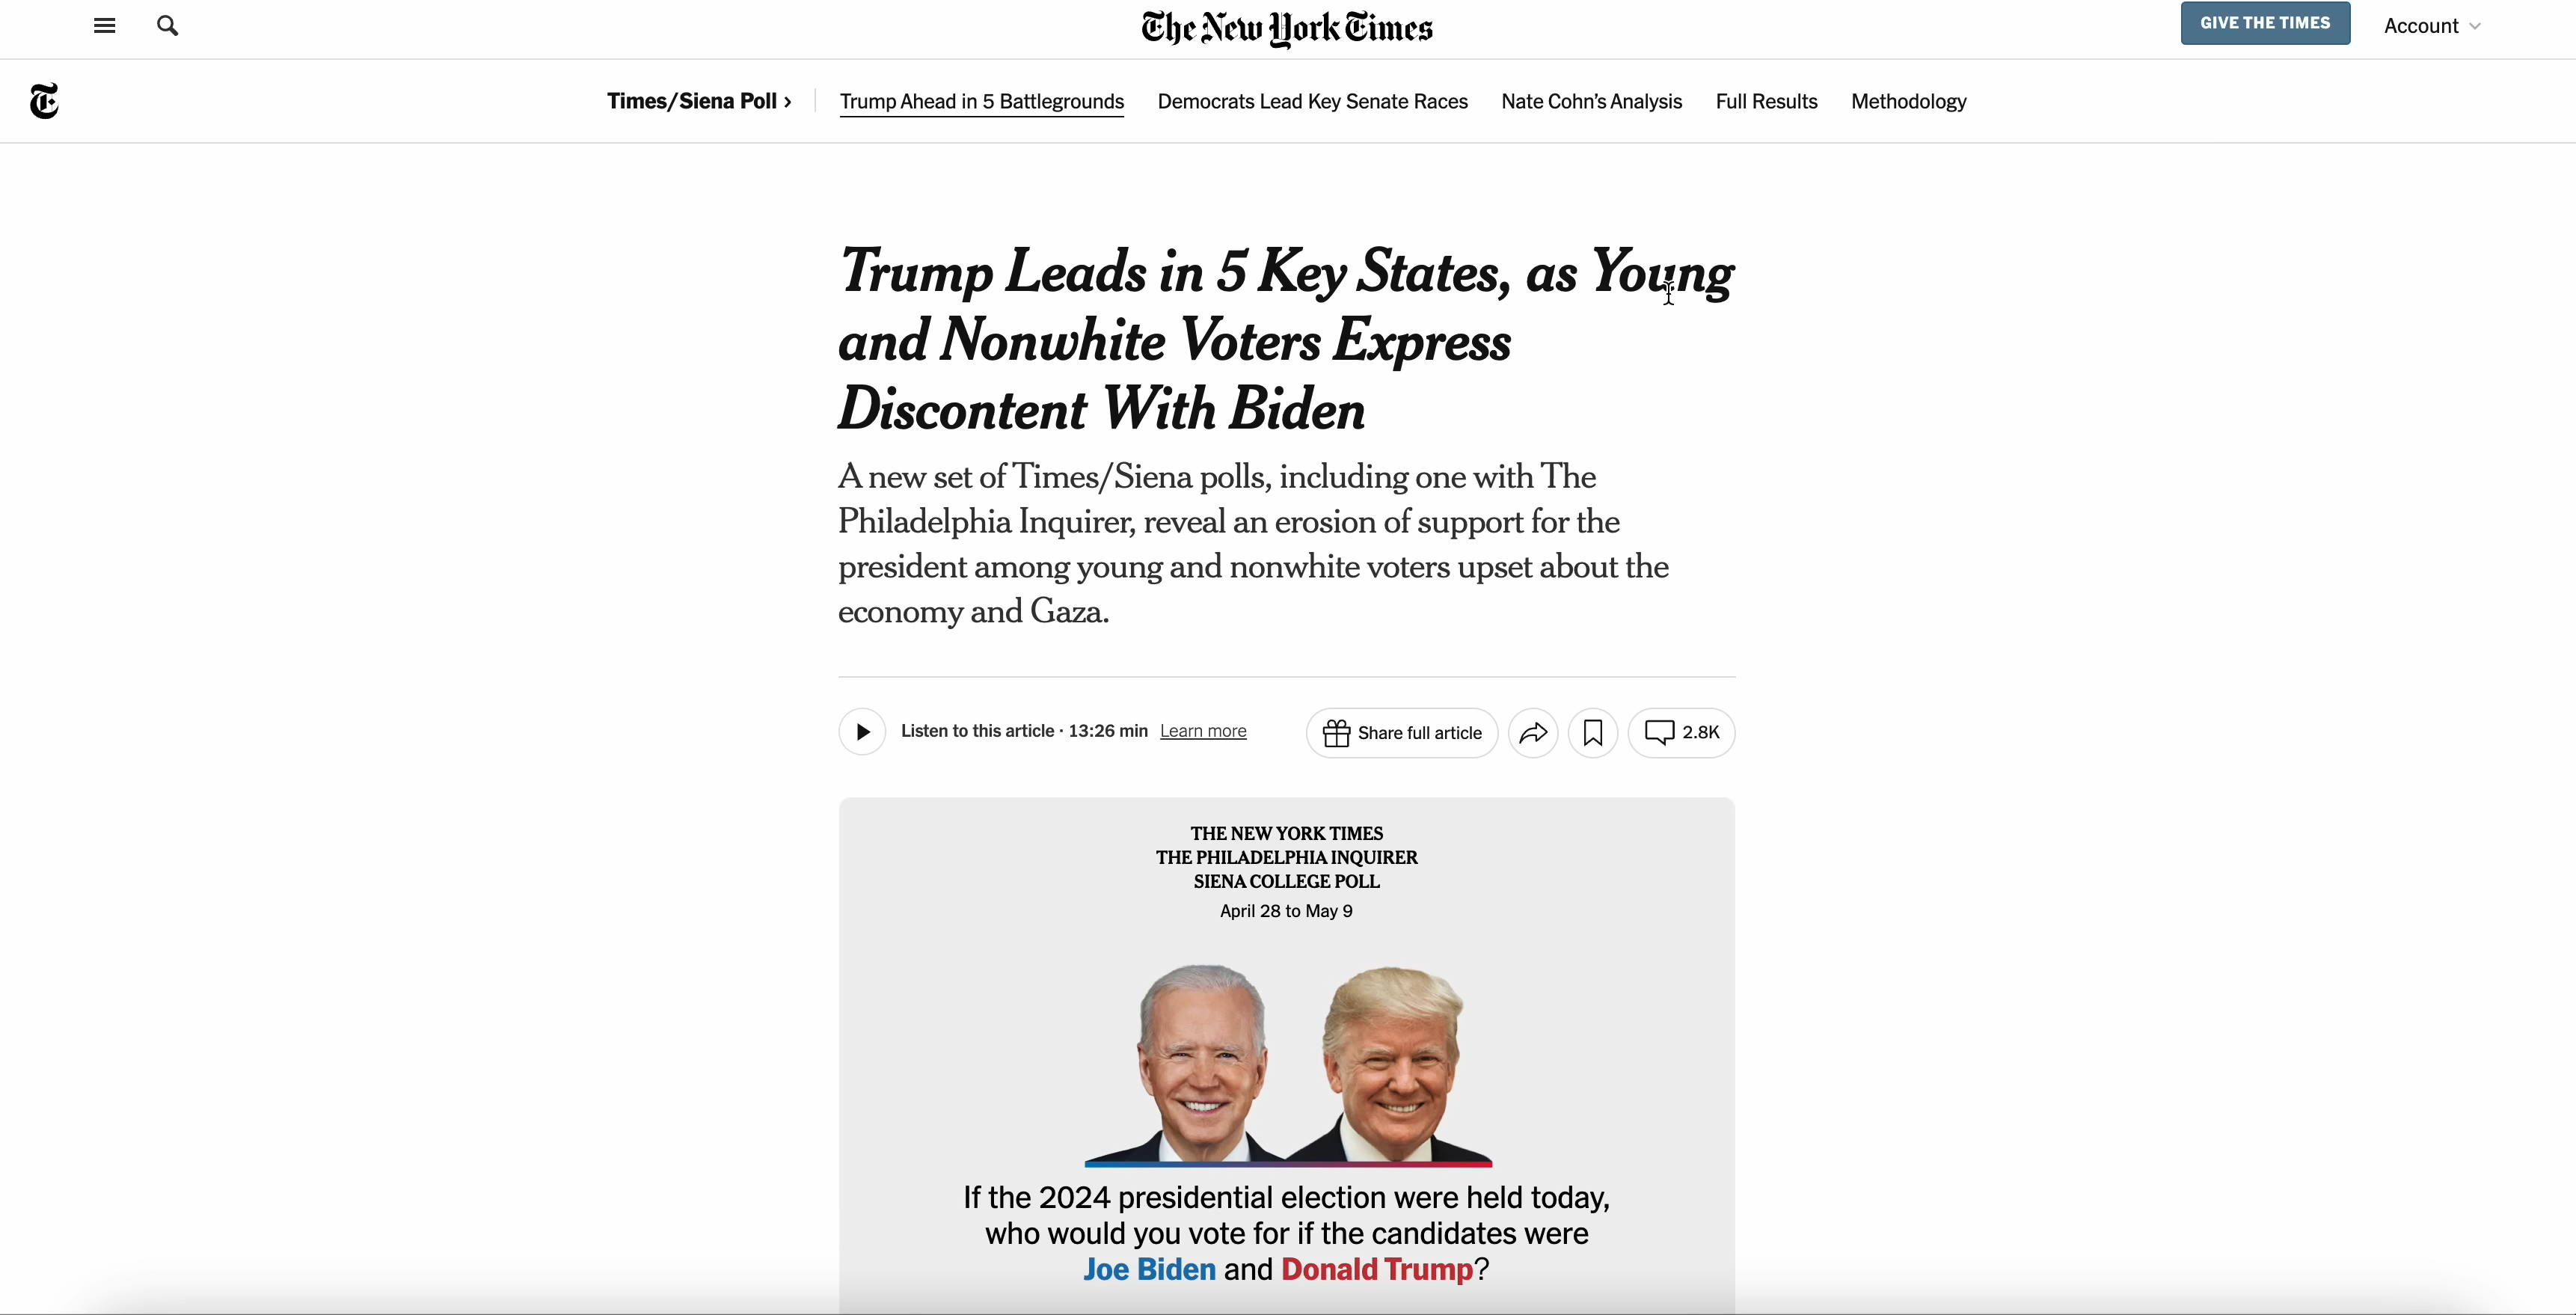 The New York Times
GIVE THE TIMES
Account
Times/Siena Poll ›
Trump Ahead in 5 Battlegrounds
Democrats Lead Key Senate Races
Nate Cohn's Analysis
Full Results
Methodology
Trump Leads in 5 Key States, as Young
and Nonwhite Voters Express
Discontent With Biden
A new set of Times/Siena polls, including one with The
Philadelphia Inquirer, reveal an erosion of support for the
president among young and nonwhite voters upset about the
economy and Gaza.
Listen to this article · 13:26 min Learn more
Share full article
2.8K
THE NEW YORK TIMES
THE PHILADELPHIA INQUIRER
SIENA COLLEGE POLL
April 28 to May 9
If the 2024 presidential election were held today,
who would you vote for if the candidates were
Joe Biden and Donald Trump?